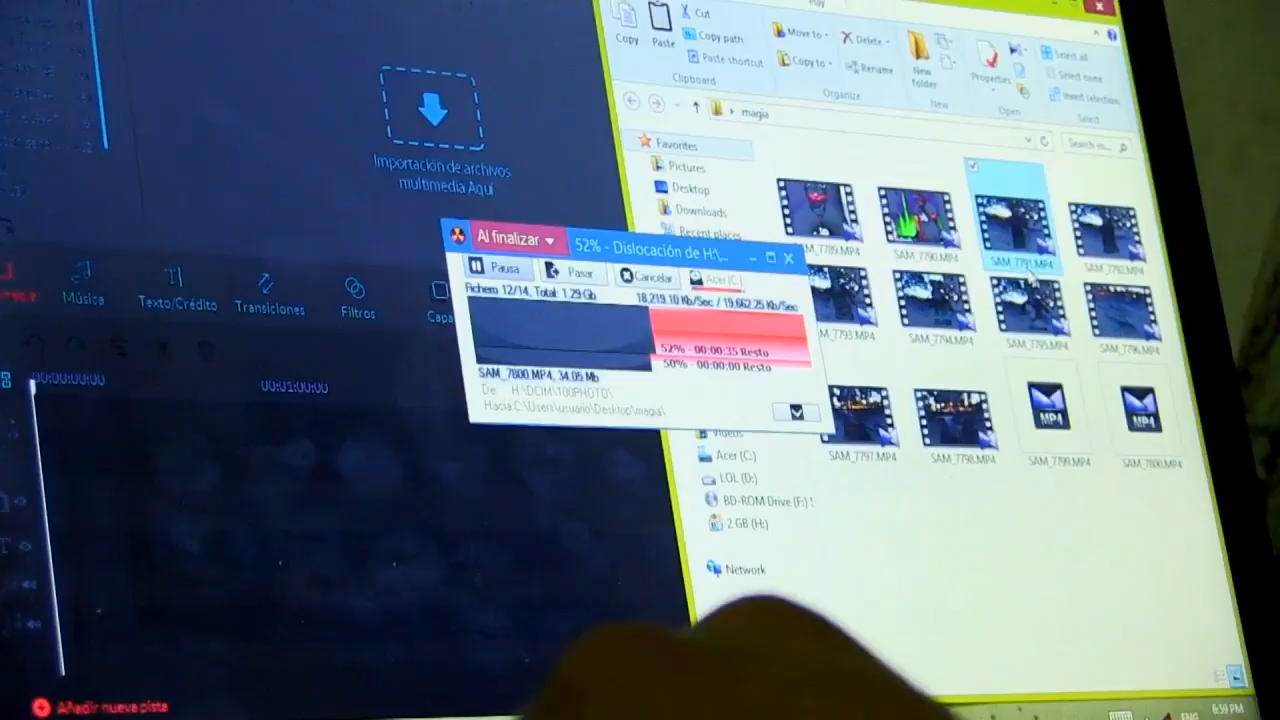 Play
Cut
Copy path
Paste shortcut
Copy
Paste
Clipboard
Move to
Copy to
Delete
Rename
Organize
New folder
New
Properties
Open
Select all
Select none
Invert selection
Select
magia
Search m...
Favorites
Pictures
Desktop
Downloads
Recent places
SAM_7789.MP4
SAM_7790.MP4
SAM_7791.MP4
SAM_7792.MP4
SAM_7793.MP4
SAM_7794.MP4
SAM_7795.MP4
SAM_7796.MP4
SAM_7797.MP4
SAM_7798.MP4
MP4
SAM_7799.MP4
MP4
SAM_7800.MP4
Videos
Acer (C:)
LOL (D:)
BD-ROM Drive (F:)
2 GB (H:)
Network
Importación de archivos
multimedia Aquí
Música
Texto/Crédito
Transiciones
Filtros
Capa
00:00:00:00
00:01:00:00
Añadir nueva pista
Al finalizar
52% - Dislocación de H:\...
Pausa
Pasar
Cancelar
Acer (C:)
Fichero 12/14, Total: 1.29 Gb
18,219.10 Kb/Sec / 19,662.25 Kb/Sec
52% - 00:00:35 Resto
50% - 00:00:00 Resto
SAM_7800.MP4, 34.05 Mb
De: H:\DCIM\100PHOTO\
Hacia:C:\Users\usuario\Desktop\magia\
ENG
6:59 PM